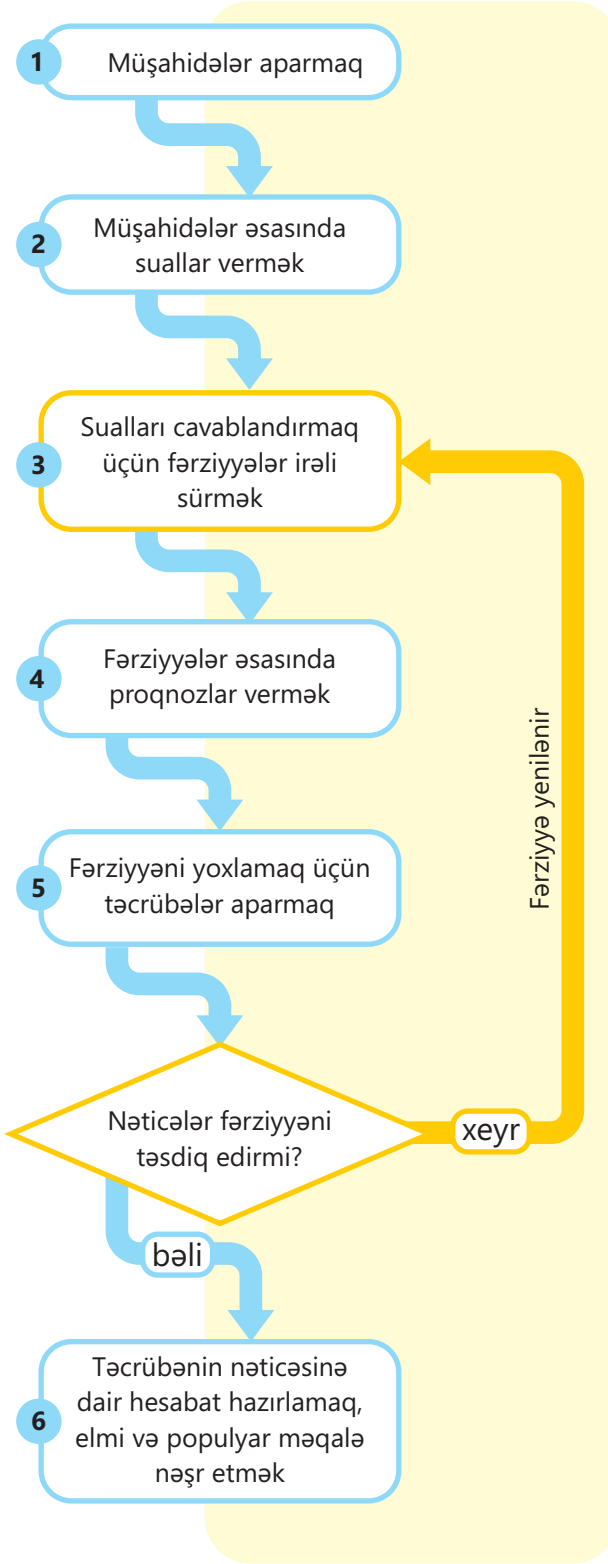 1
Müşahidələr aparmaq
2
Müşahidələr əsasında
suallar vermək
3
Sualları cavablandırmaq
üçün fərziyyələr irəli
sürmək
4
Fərziyyələr əsasında
proqnozlar vermək
5
Fərziyyəni yoxlamaq üçün
təcrübələr aparmaq
Nəticələr fərziyyəni
təsdiq edirmi?
xeyr
Fərziyyə yenilənir
bəli
6
Təcrübənin nəticəsinə
dair hesabat hazırlamaq,
elmi və populyar məqalə
nəşr etmək